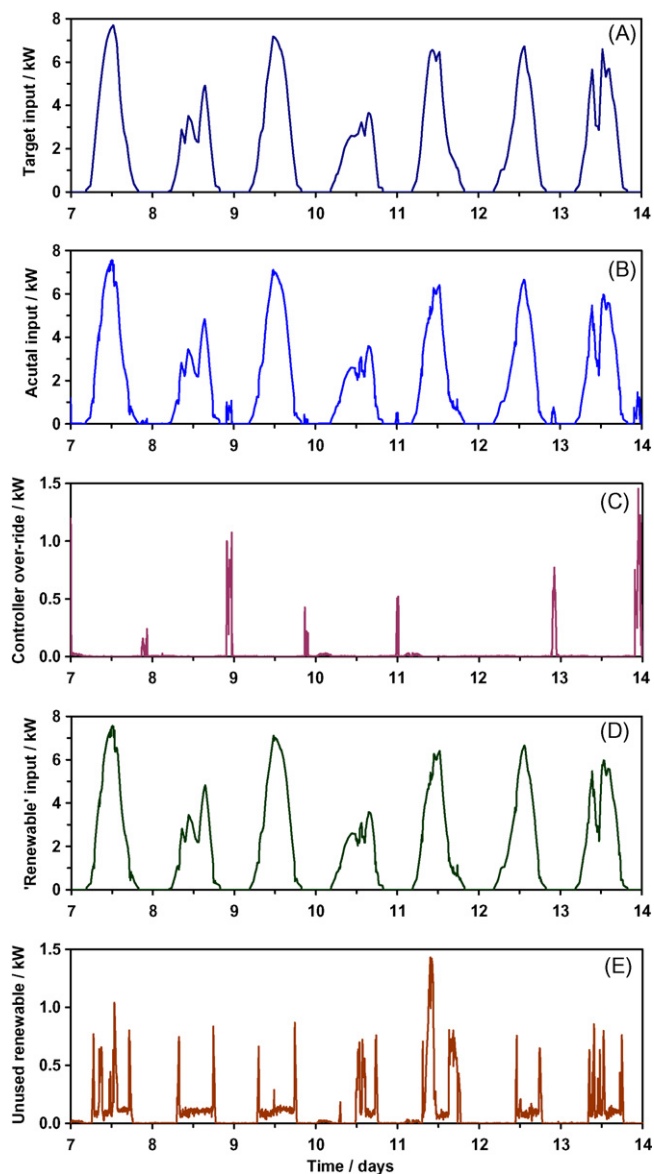 (A)
Target input / kW
8
6
4
2
0
7 8 9 10 11 12 13 14
(B)
Acutal input / kW
8
6
4
2
0
7 8 9 10 11 12 13 14
(C)
Controller over-ride / kW
1.5
1.0
0.5
0.0
7 8 9 10 11 12 13 14
(D)
'Renewable' input / kW
8
6
4
2
0
7 8 9 10 11 12 13 14
(E)
Unused renewable / kW
1.5
1.0
0.5
0.0
7 8 9 10 11 12 13 14
Time / days